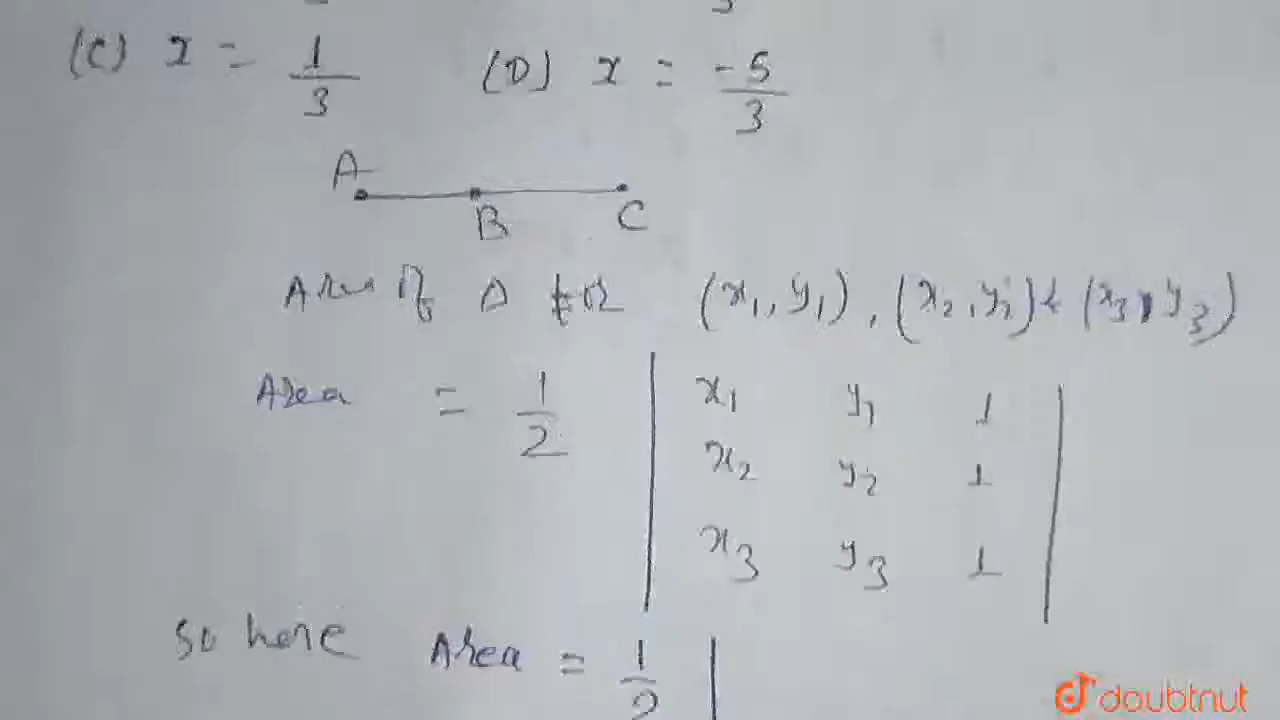 (C) x = 1/3 (D) x = -5/3
A
B C
Area of Δ for (x₁, y₁), (x₂, y₂) & (x₃, y₃)
Area = 1/2 | x₁ y₁ 1
x₂ y₂ 1
x₃ y₃ 1 |
So here Area = 1/2 |
doubtnut